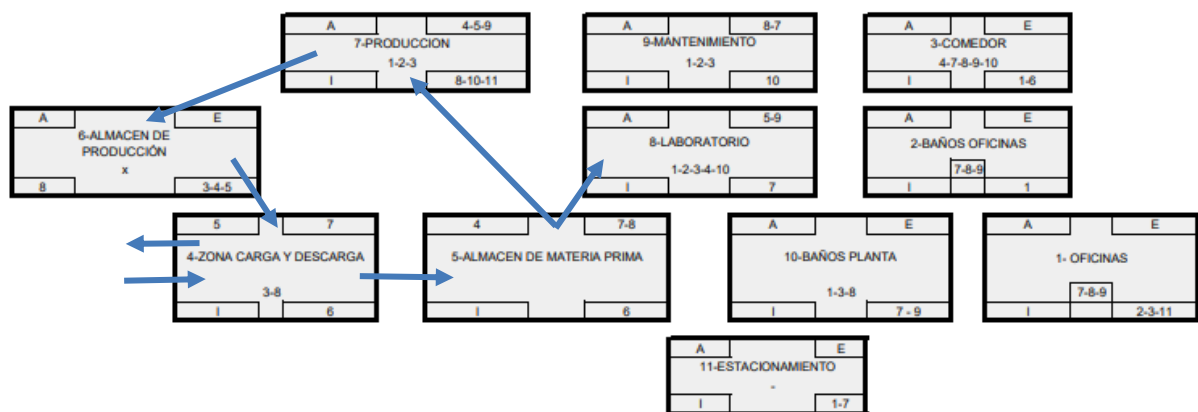 A 4-5-9
7-PRODUCCION
1-2-3
I 8-10-11
A 8-7
9-MANTENIMIENTO
1-2-3
I 10
A E
3-COMEDOR
4-7-8-9-10
I 1-6
A E
6-ALMACEN DE
PRODUCCIÓN
x
8 3-4-5
A 5-9
8-LABORATORIO
1-2-3-4-10
I 7
A E
2-BAÑOS OFICINAS
7-8-9
I 1
5 7
4-ZONA CARGA Y DESCARGA
3-8
I 6
4 7-8
5-ALMACEN DE MATERIA PRIMA
I 6
A E
10-BAÑOS PLANTA
1-3-8
I 7 - 9
A E
1- OFICINAS
7-8-9
I 2-3-11
A E
11-ESTACIONAMIENTO
-
I 1-7